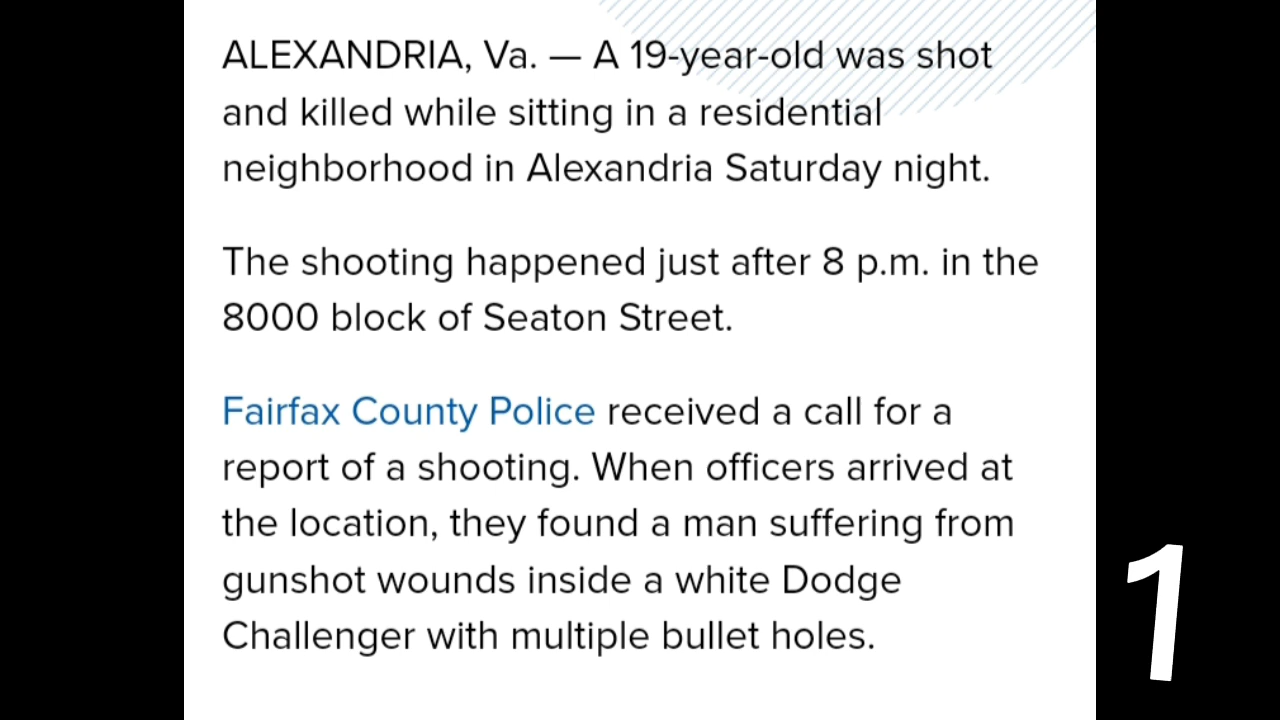 ALEXANDRIA, Va. — A 19-year-old was shot
and killed while sitting in a residential
neighborhood in Alexandria Saturday night.
The shooting happened just after 8 p.m. in the
8000 block of Seaton Street.
Fairfax County Police received a call for a
report of a shooting. When officers arrived at
the location, they found a man suffering from
gunshot wounds inside a white Dodge
Challenger with multiple bullet holes.
1